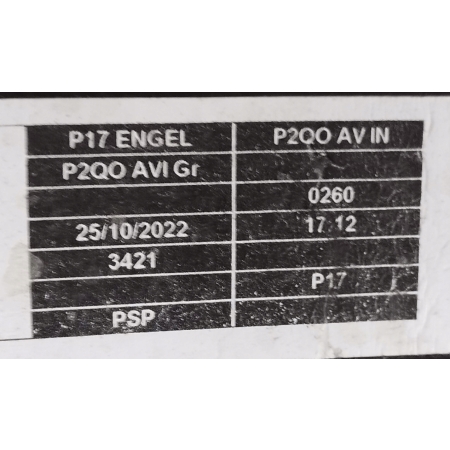 P17 ENGEL P2QO AV IN
P2QO AVI Gr
0260
25/10/2022 17 12
3421
P17
PSP